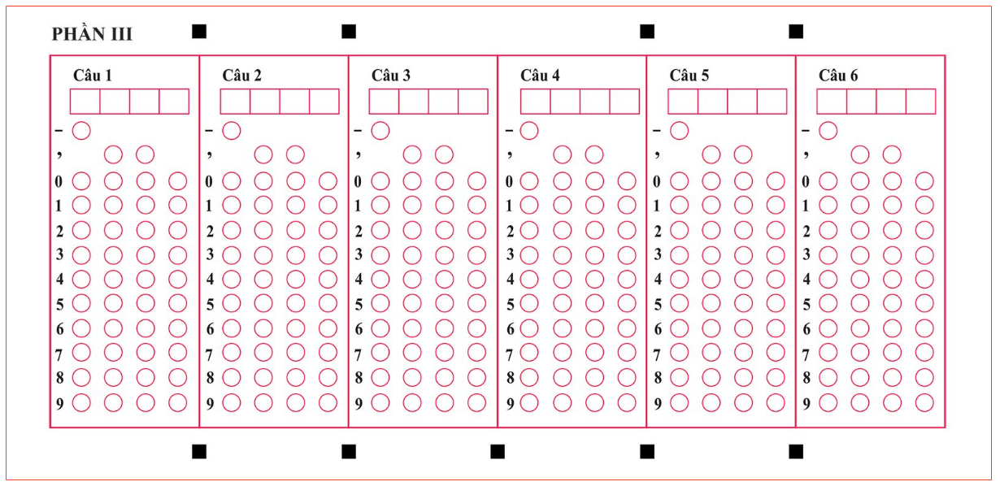 PHẦN III
Câu 1 Câu 2 Câu 3 Câu 4 Câu 5 Câu 6
– – – – – –
, , , , , ,
0 0 0 0 0 0
1 1 1 1 1 1
2 2 2 2 2 2
3 3 3 3 3 3
4 4 4 4 4 4
5 5 5 5 5 5
6 6 6 6 6 6
7 7 7 7 7 7
8 8 8 8 8 8
9 9 9 9 9 9